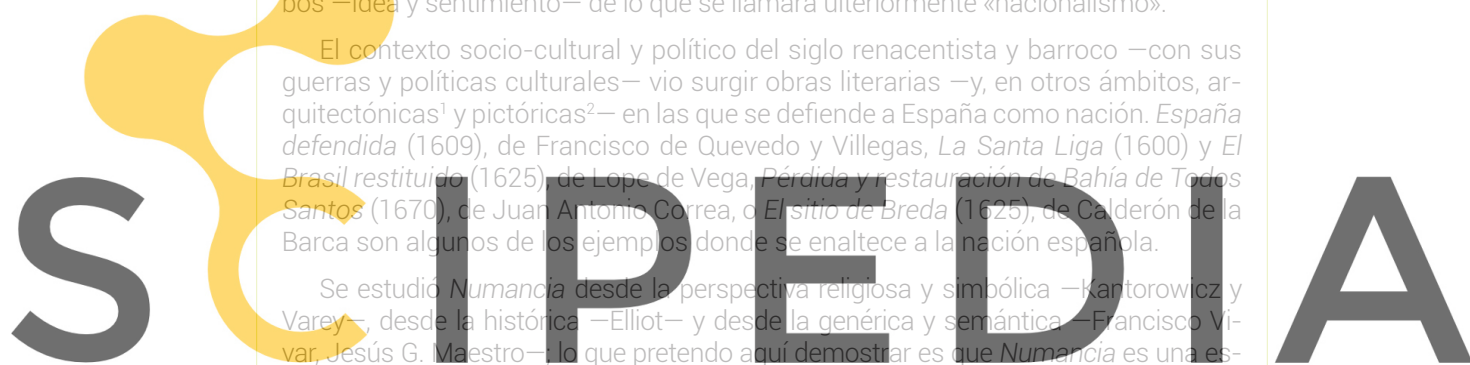 bos —idea y sentimiento— de lo que se llamará ulteriormente «nacionalismo».
El contexto socio-cultural y político del siglo renacentista y barroco —con sus
guerras y políticas culturales— vio surgir obras literarias —y, en otros ámbitos, ar-
quitectónicas¹ y pictóricas²— en las que se defiende a España como nación. España
defendida (1609), de Francisco de Quevedo y Villegas, La Santa Liga (1600) y El
Brasil restituido (1625), de Lope de Vega, Pérdida y restauración de Bahía de Todos
Santos (1670), de Juan Antonio Correa, o El sitio de Breda (1625), de Calderón de la
Barca son algunos de los ejemplos donde se enaltece a la nación española.
Se estudió Numancia desde la perspectiva religiosa y simbólica —Kantorowicz y
Varey—, desde la histórica —Elliot— y desde la genérica y semántica —Francisco Vi-
var, Jesús G. Maestro—; lo que pretendo aquí demostrar es que Numancia es una es-
SCIPEDIA